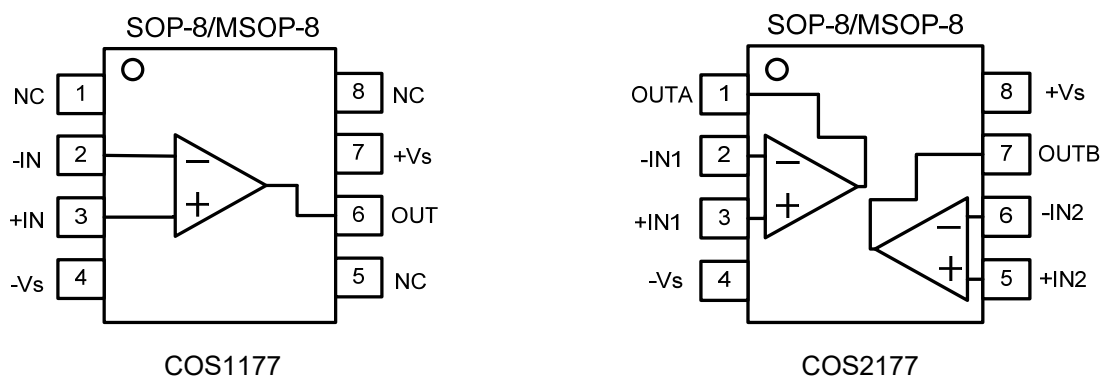 SOP-8/MSOP-8
NC 1
8 NC
-IN 2
−
7 +Vs
+IN 3
+
6 OUT
-Vs 4
5 NC
COS1177
SOP-8/MSOP-8
OUTA 1
8 +Vs
-IN1 2
−
7 OUTB
+IN1 3
+
6 -IN2
−
-Vs 4
+
5 +IN2
COS2177